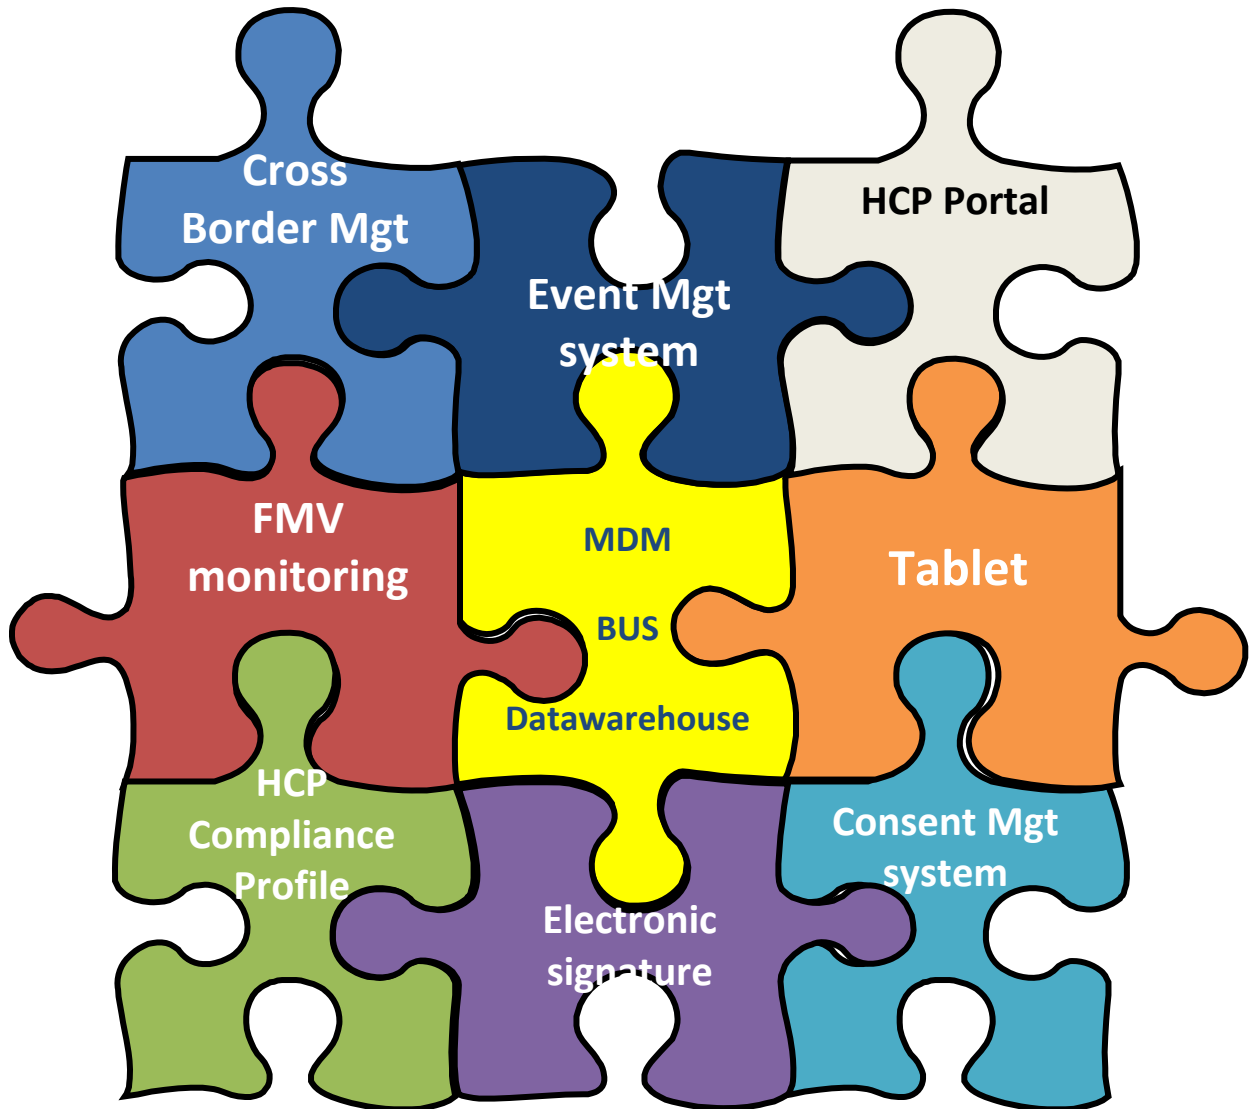 Cross
Border Mgt
HCP Portal
Event Mgt
system
FMV
monitoring
MDM
BUS
Datawarehouse
Tablet
HCP
Compliance
Profile
Electronic
signature
Consent Mgt
system